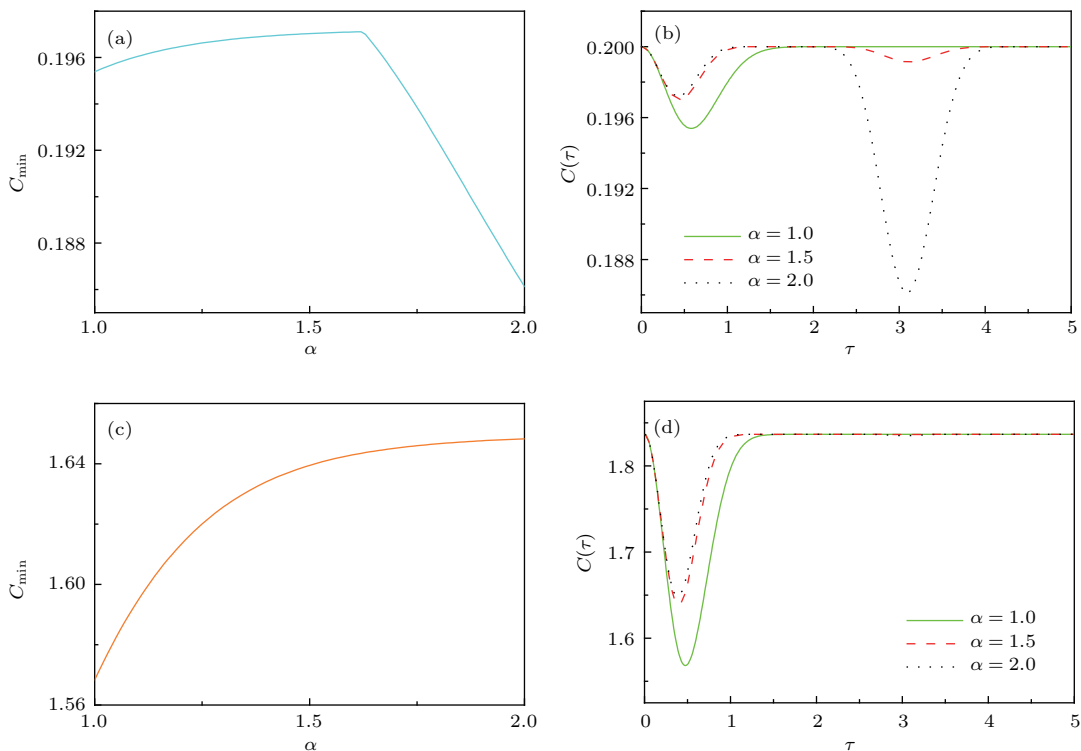 (a)
0.196
0.192
0.188
C_min
1.0 1.5 2.0
α
(b)
0.200
0.196
0.192
0.188
C(τ)
α = 1.0
α = 1.5
α = 2.0
0 1 2 3 4 5
τ
(c)
1.64
1.60
1.56
C_min
1.0 1.5 2.0
α
(d)
1.8
1.7
1.6
C(τ)
α = 1.0
α = 1.5
α = 2.0
0 1 2 3 4 5
τ